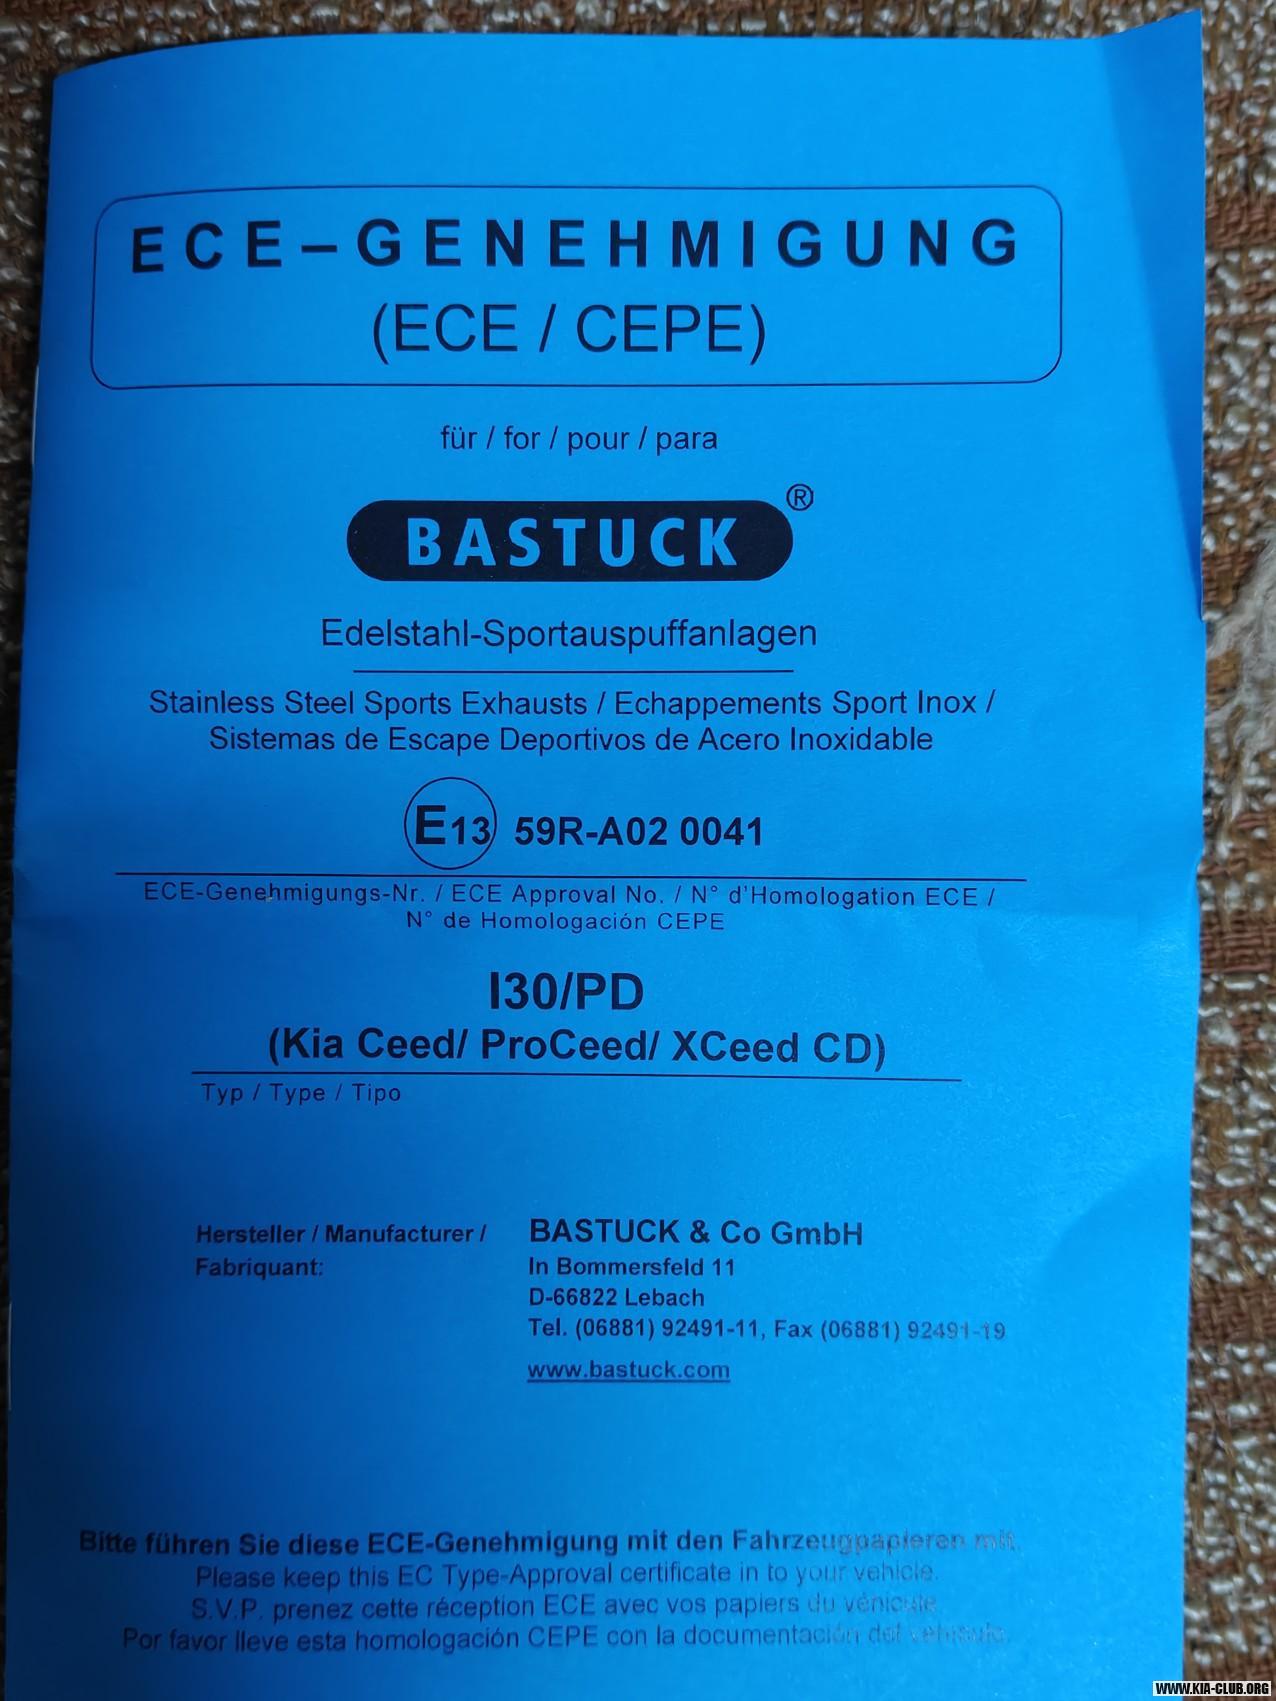 ECE–GENEHMIGUNG
(ECE / CEPE)
für / for / pour / para
BASTUCK®
Edelstahl-Sportauspuffanlagen
Stainless Steel Sports Exhausts / Echappements Sport Inox /
Sistemas de Escape Deportivos de Acero Inoxidable
E13 59R-A02 0041
ECE-Genehmigungs-Nr. / ECE Approval No. / N° d'Homologation ECE /
N° de Homologación CEPE
I30/PD
(Kia Ceed/ ProCeed/ XCeed CD)
Typ / Type / Tipo
Hersteller / Manufacturer / BASTUCK & Co GmbH
Fabriquant: In Bommersfeld 11
D-66822 Lebach
Tel. (06881) 92491-11, Fax (06881) 92491-19
www.bastuck.com
Bitte führen Sie diese ECE-Genehmigung mit den Fahrzeugpapieren mit.
Please keep this EC Type-Approval certificate in to your vehicle.
S.V.P. prenez cette réception ECE avec vos papiers du véhicule.
Por favor lleve esta homologación CEPE con la documentación del vehiculo.
WWW.KIA-CLUB.ORG